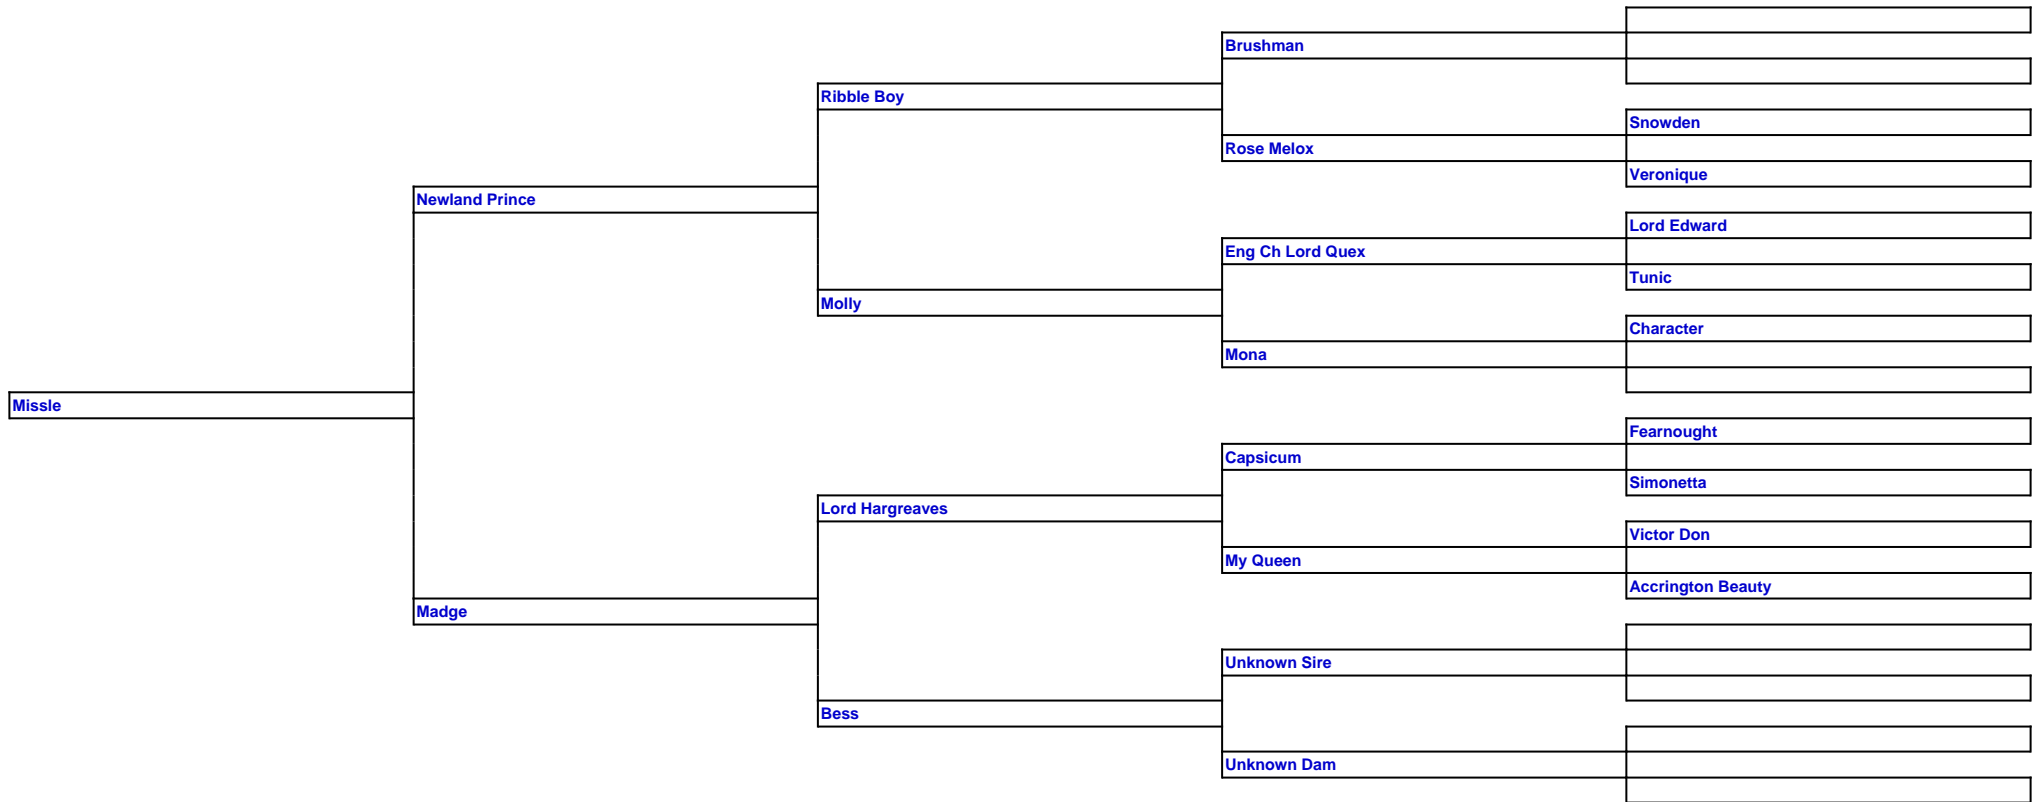 Brushman
Ribble Boy
Snowden
Rose Melox
Veronique
Newland Prince
Lord Edward
Eng Ch Lord Quex
Tunic
Molly
Character
Mona
Missle
Fearnought
Capsicum
Simonetta
Lord Hargreaves
Victor Don
My Queen
Accrington Beauty
Madge
Unknown Sire
Bess
Unknown Dam